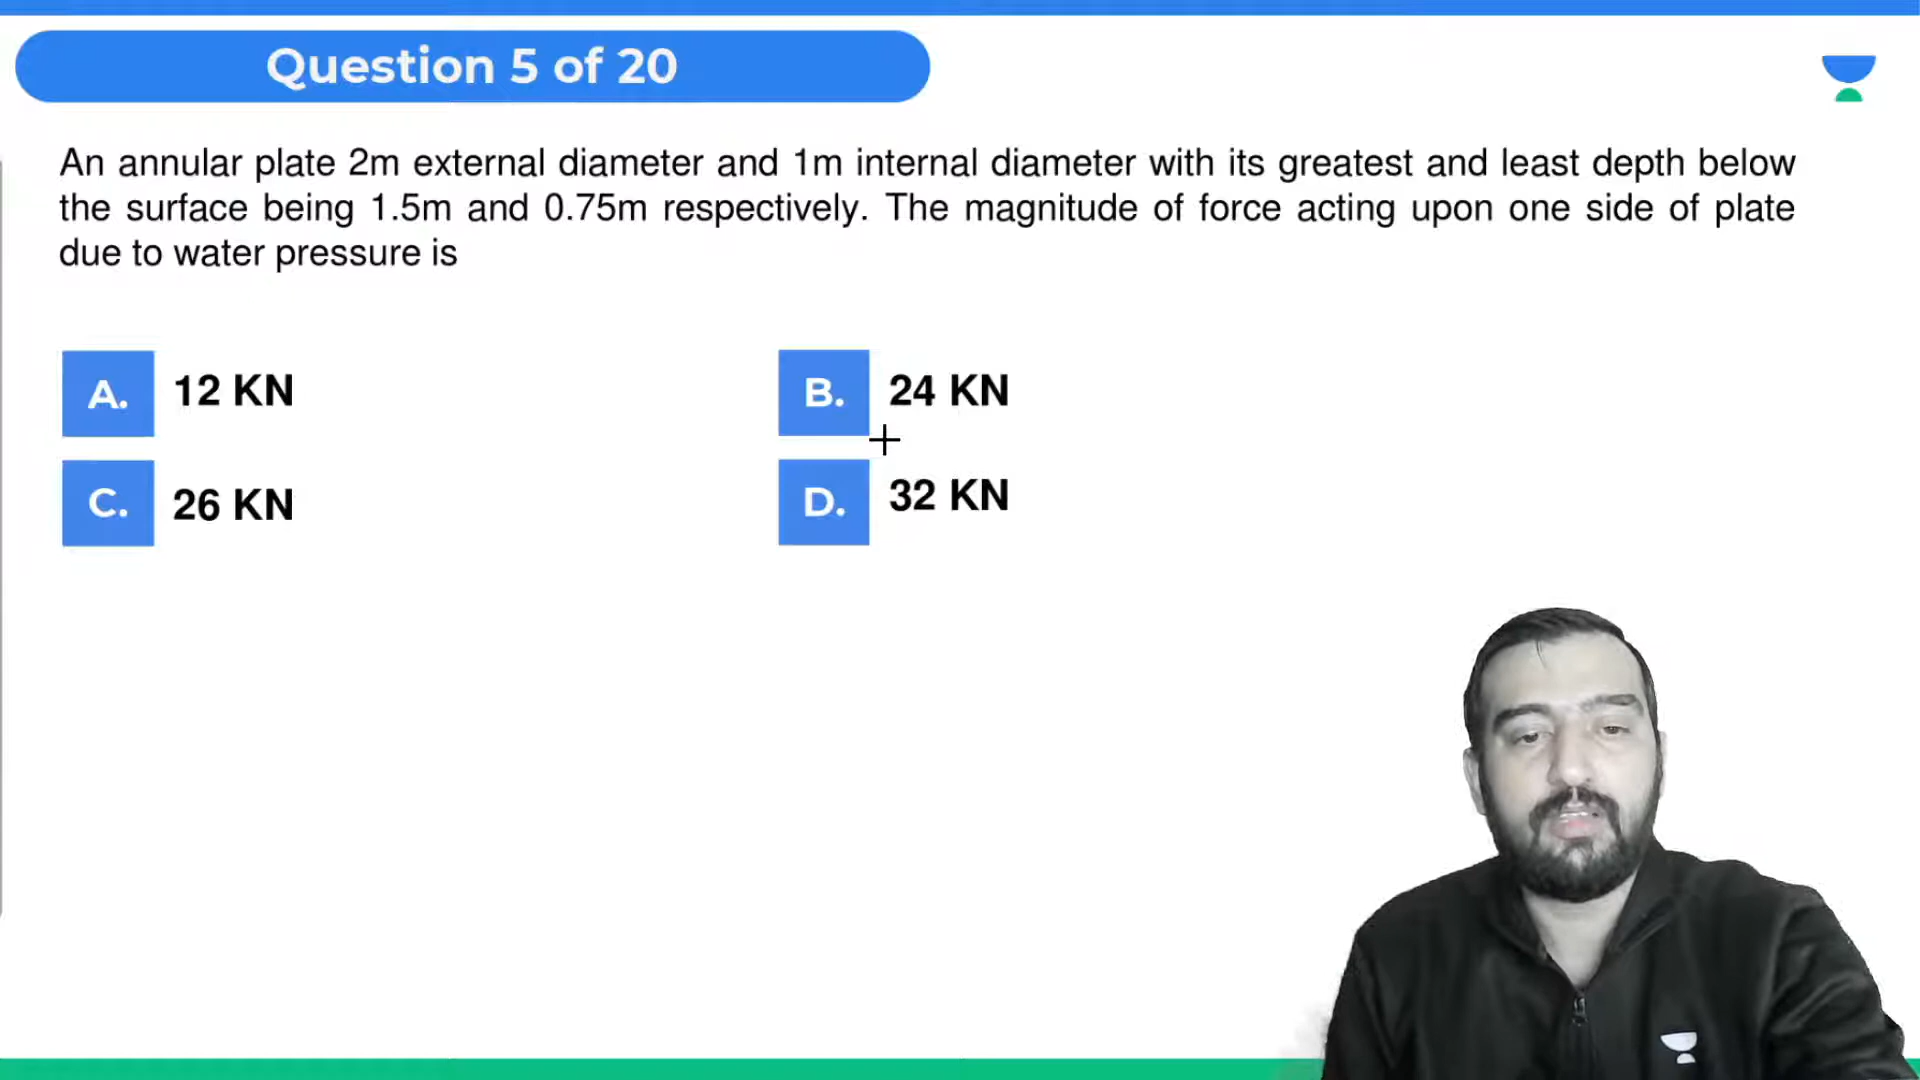 Question 5 of 20
An annular plate 2m external diameter and 1m internal diameter with its greatest and least depth below
the surface being 1.5m and 0.75m respectively. The magnitude of force acting upon one side of plate
due to water pressure is
A. 12 KN
B. 24 KN
C. 26 KN
D. 32 KN